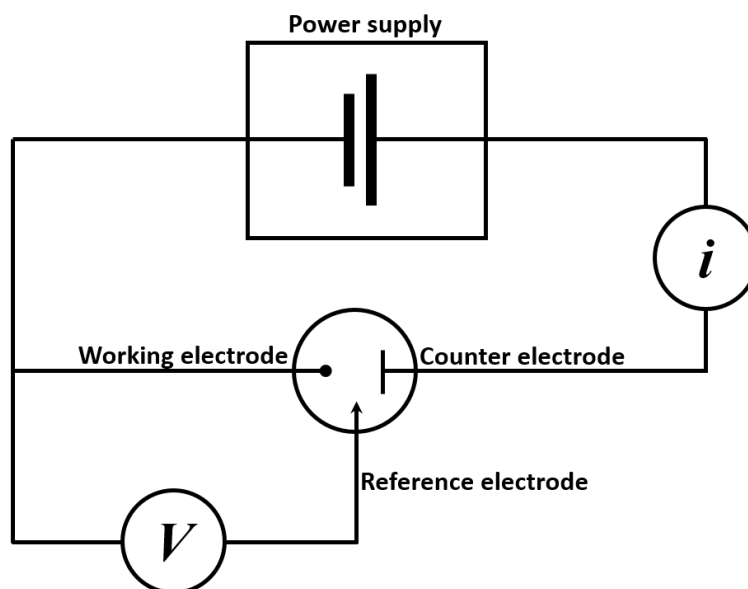 Power supply
i
Working electrode
Counter electrode
Reference electrode
V